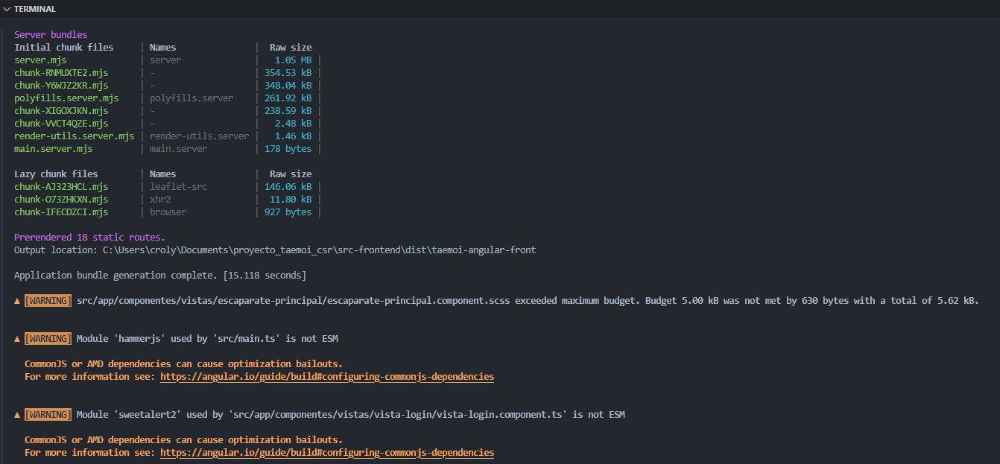 TERMINAL
Server bundles
Initial chunk files | Names | Raw size
server.mjs | server | 1.05 MB |
chunk-RNMUXTE2.mjs | - | 354.53 kB |
chunk-Y6WJZ2KR.mjs | - | 348.04 kB |
polyfills.server.mjs | polyfills.server | 261.92 kB |
chunk-XIGOXJKN.mjs | - | 238.59 kB |
chunk-VVCT4QZE.mjs | - | 2.48 kB |
render-utils.server.mjs | render-utils.server | 1.46 kB |
main.server.mjs | main.server | 178 bytes |
Lazy chunk files | Names | Raw size
chunk-AJ323HCL.mjs | leaflet-src | 146.06 kB |
chunk-O73ZHKXN.mjs | xhr2 | 11.80 kB |
chunk-IFECDZCI.mjs | browser | 927 bytes |
Prerendered 18 static routes.
Output location: C:\Users\croly\Documents\proyecto_taemoi_csr\src-frontend\dist\taemoi-angular-front
Application bundle generation complete. [15.118 seconds]
▲ [WARNING] src/app/componentes/vistas/escaparate-principal/escaparate-principal.component.scss exceeded maximum budget. Budget 5.00 kB was not met by 630 bytes with a total of 5.62 kB.
▲ [WARNING] Module 'hammerjs' used by 'src/main.ts' is not ESM
CommonJS or AMD dependencies can cause optimization bailouts.
For more information see: https://angular.io/guide/build#configuring-commonjs-dependencies
▲ [WARNING] Module 'sweetalert2' used by 'src/app/componentes/vistas/vista-login/vista-login.component.ts' is not ESM
CommonJS or AMD dependencies can cause optimization bailouts.
For more information see: https://angular.io/guide/build#configuring-commonjs-dependencies